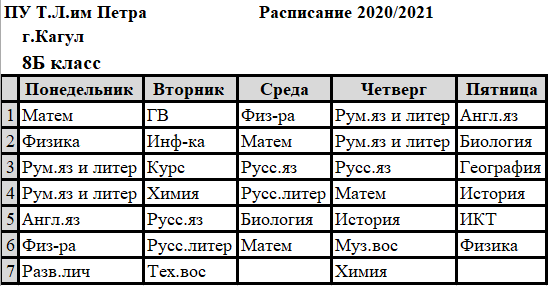 ПУ Т.Л.им Петра Расписание 2020/2021
г.Кагул
8Б класс
Понедельник Вторник Среда Четверг Пятница
1 Матем ГВ Физ-ра Рум.яз и литер Англ.яз
2 Физика Инф-ка Матем Рум.яз и литер Биология
3 Рум.яз и литер Курс Русс.яз Русс.яз География
4 Рум.яз и литер Химия Русс.литер Матем История
5 Англ.яз Русс.яз Биология История ИКТ
6 Физ-ра Русс.литер Матем Муз.вос Физика
7 Разв.лич Тех.вос Химия